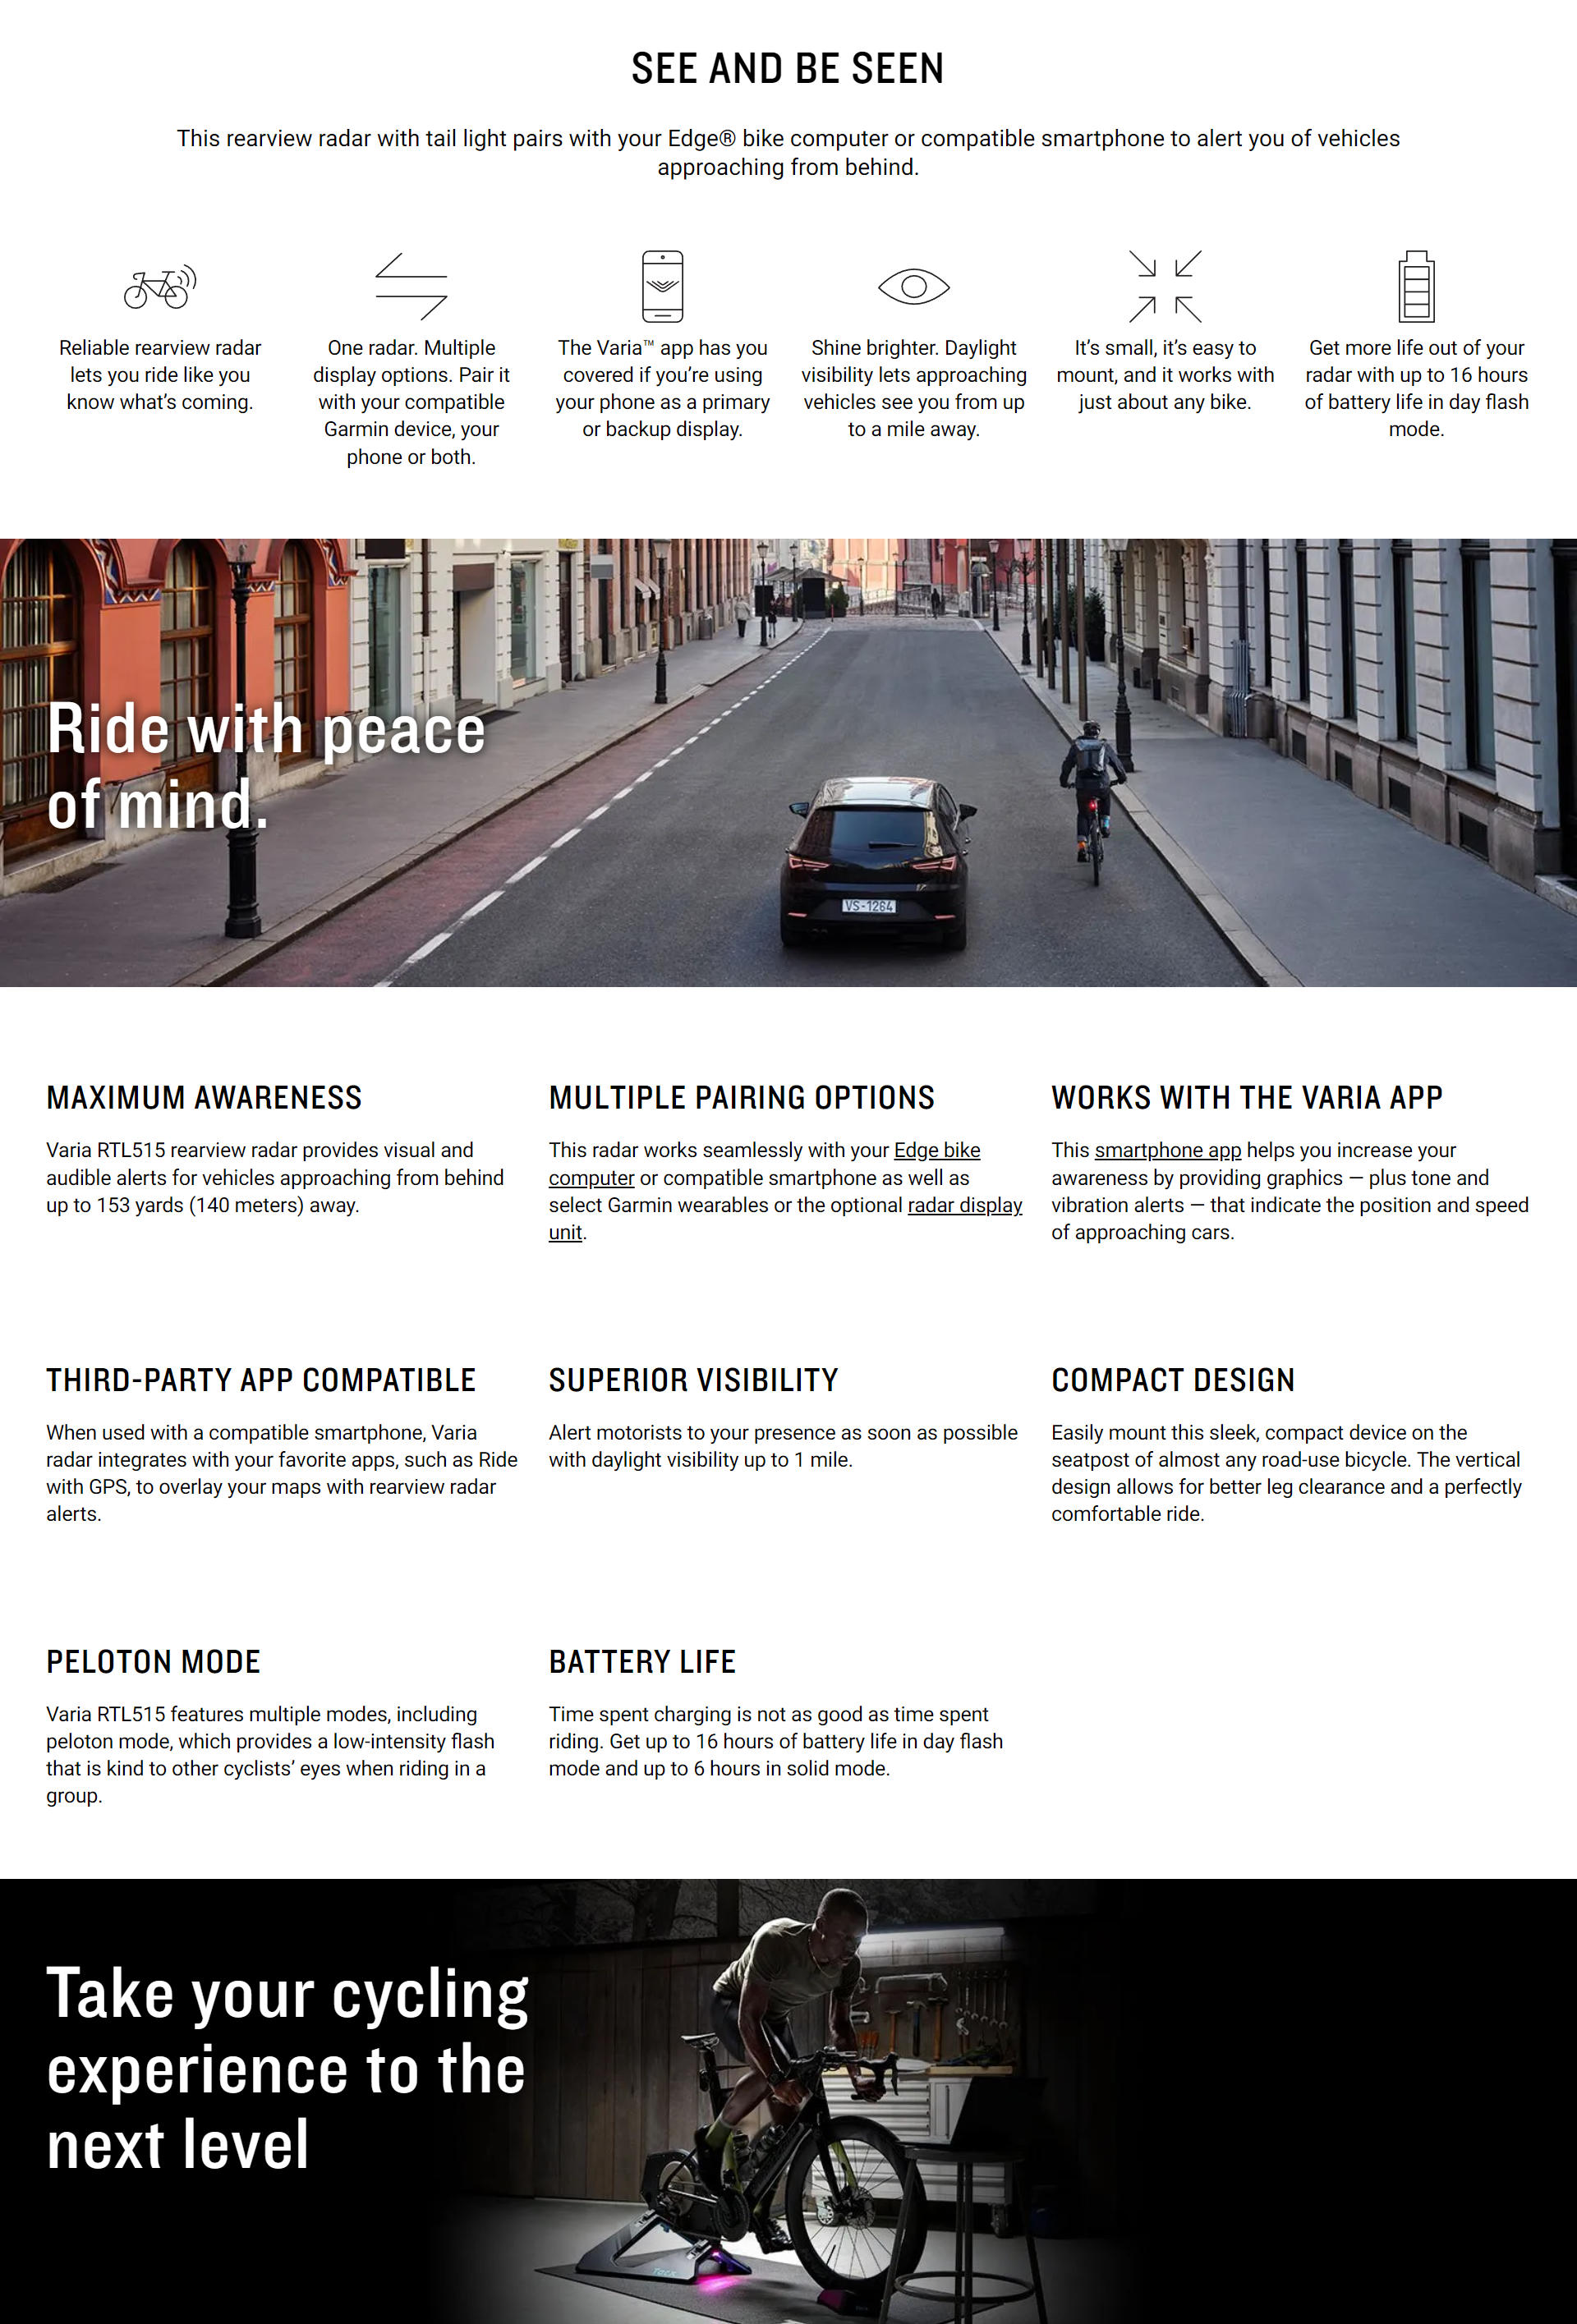 SEE AND BE SEEN
This rearview radar with tail light pairs with your Edge® bike computer or compatible smartphone to alert you of vehicles
approaching from behind.
Reliable rearview radar
lets you ride like you
know what’s coming.
One radar. Multiple
display options. Pair it
with your compatible
Garmin device, your
phone or both.
The Varia™ app has you
covered if you’re using
your phone as a primary
or backup display.
Shine brighter. Daylight
visibility lets approaching
vehicles see you from up
to a mile away.
It’s small, it’s easy to
mount, and it works with
just about any bike.
Get more life out of your
radar with up to 16 hours
of battery life in day flash
mode.
Ride with peace
of mind.
VS-1264
MAXIMUM AWARENESS
Varia RTL515 rearview radar provides visual and
audible alerts for vehicles approaching from behind
up to 153 yards (140 meters) away.
MULTIPLE PAIRING OPTIONS
This radar works seamlessly with your Edge bike
computer or compatible smartphone as well as
select Garmin wearables or the optional radar display
unit.
WORKS WITH THE VARIA APP
This smartphone app helps you increase your
awareness by providing graphics — plus tone and
vibration alerts — that indicate the position and speed
of approaching cars.
THIRD-PARTY APP COMPATIBLE
When used with a compatible smartphone, Varia
radar integrates with your favorite apps, such as Ride
with GPS, to overlay your maps with rearview radar
alerts.
SUPERIOR VISIBILITY
Alert motorists to your presence as soon as possible
with daylight visibility up to 1 mile.
COMPACT DESIGN
Easily mount this sleek, compact device on the
seatpost of almost any road-use bicycle. The vertical
design allows for better leg clearance and a perfectly
comfortable ride.
PELOTON MODE
Varia RTL515 features multiple modes, including
peloton mode, which provides a low-intensity flash
that is kind to other cyclists’ eyes when riding in a
group.
BATTERY LIFE
Time spent charging is not as good as time spent
riding. Get up to 16 hours of battery life in day flash
mode and up to 6 hours in solid mode.
Take your cycling
experience to the
next level